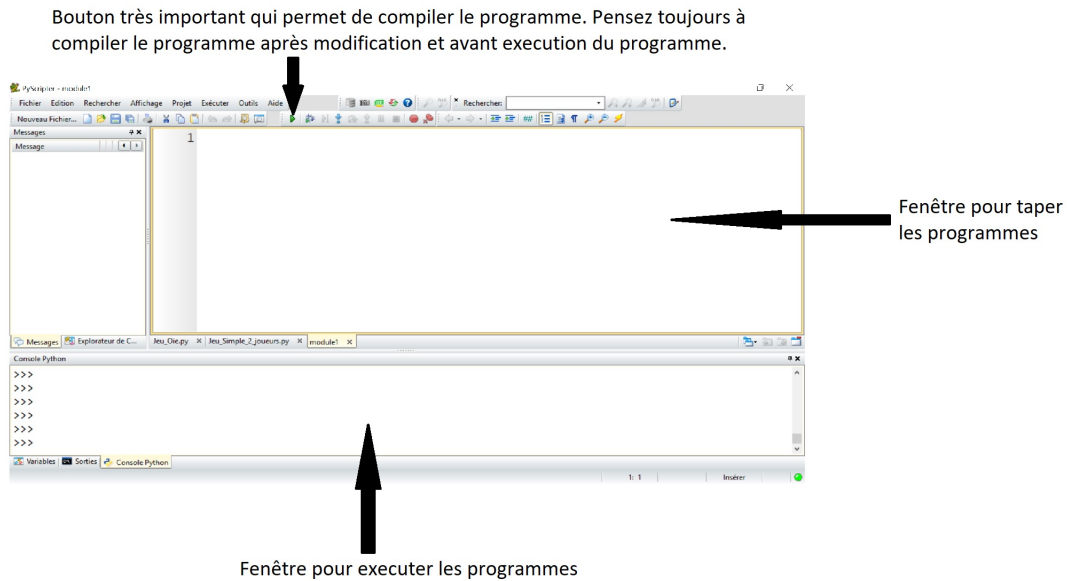 Bouton très important qui permet de compiler le programme. Pensez toujours à
compiler le programme après modification et avant execution du programme.
PyScripter - module1
Fichier Edition Rechercher Affichage Projet Exécuter Outils Aide
Rechercher:
Nouveau Fichier...
Messages
Message
1
Fenêtre pour taper
les programmes
Messages Explorateur de C... Jeu_Oie.py Jeu_Simple_2_joueurs.py module1
Console Python
>>>
>>>
>>>
>>>
>>>
>>>
Variables Sorties Console Python
1: 1 Insérer
Fenêtre pour executer les programmes